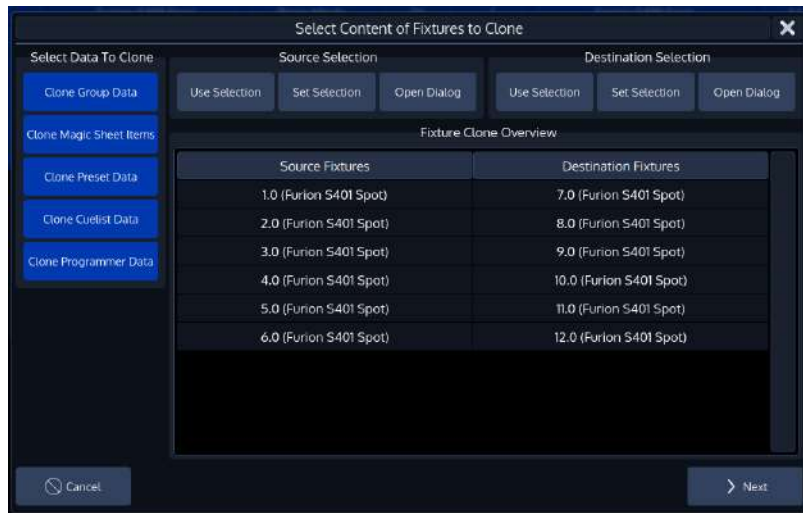 Select Content of Fixtures to Clone
Select Data To Clone
Clone Group Data
Clone Magic Sheet Items
Clone Preset Data
Clone Cuelist Data
Clone Programmer Data
Source Selection
Use Selection
Set Selection
Open Dialog
Destination Selection
Use Selection
Set Selection
Open Dialog
Fixture Clone Overview
Source Fixtures Destination Fixtures
1.0 (Furion S401 Spot) 7.0 (Furion S401 Spot)
2.0 (Furion S401 Spot) 8.0 (Furion S401 Spot)
3.0 (Furion S401 Spot) 9.0 (Furion S401 Spot)
4.0 (Furion S401 Spot) 10.0 (Furion S401 Spot)
5.0 (Furion S401 Spot) 11.0 (Furion S401 Spot)
6.0 (Furion S401 Spot) 12.0 (Furion S401 Spot)
Cancel
Next